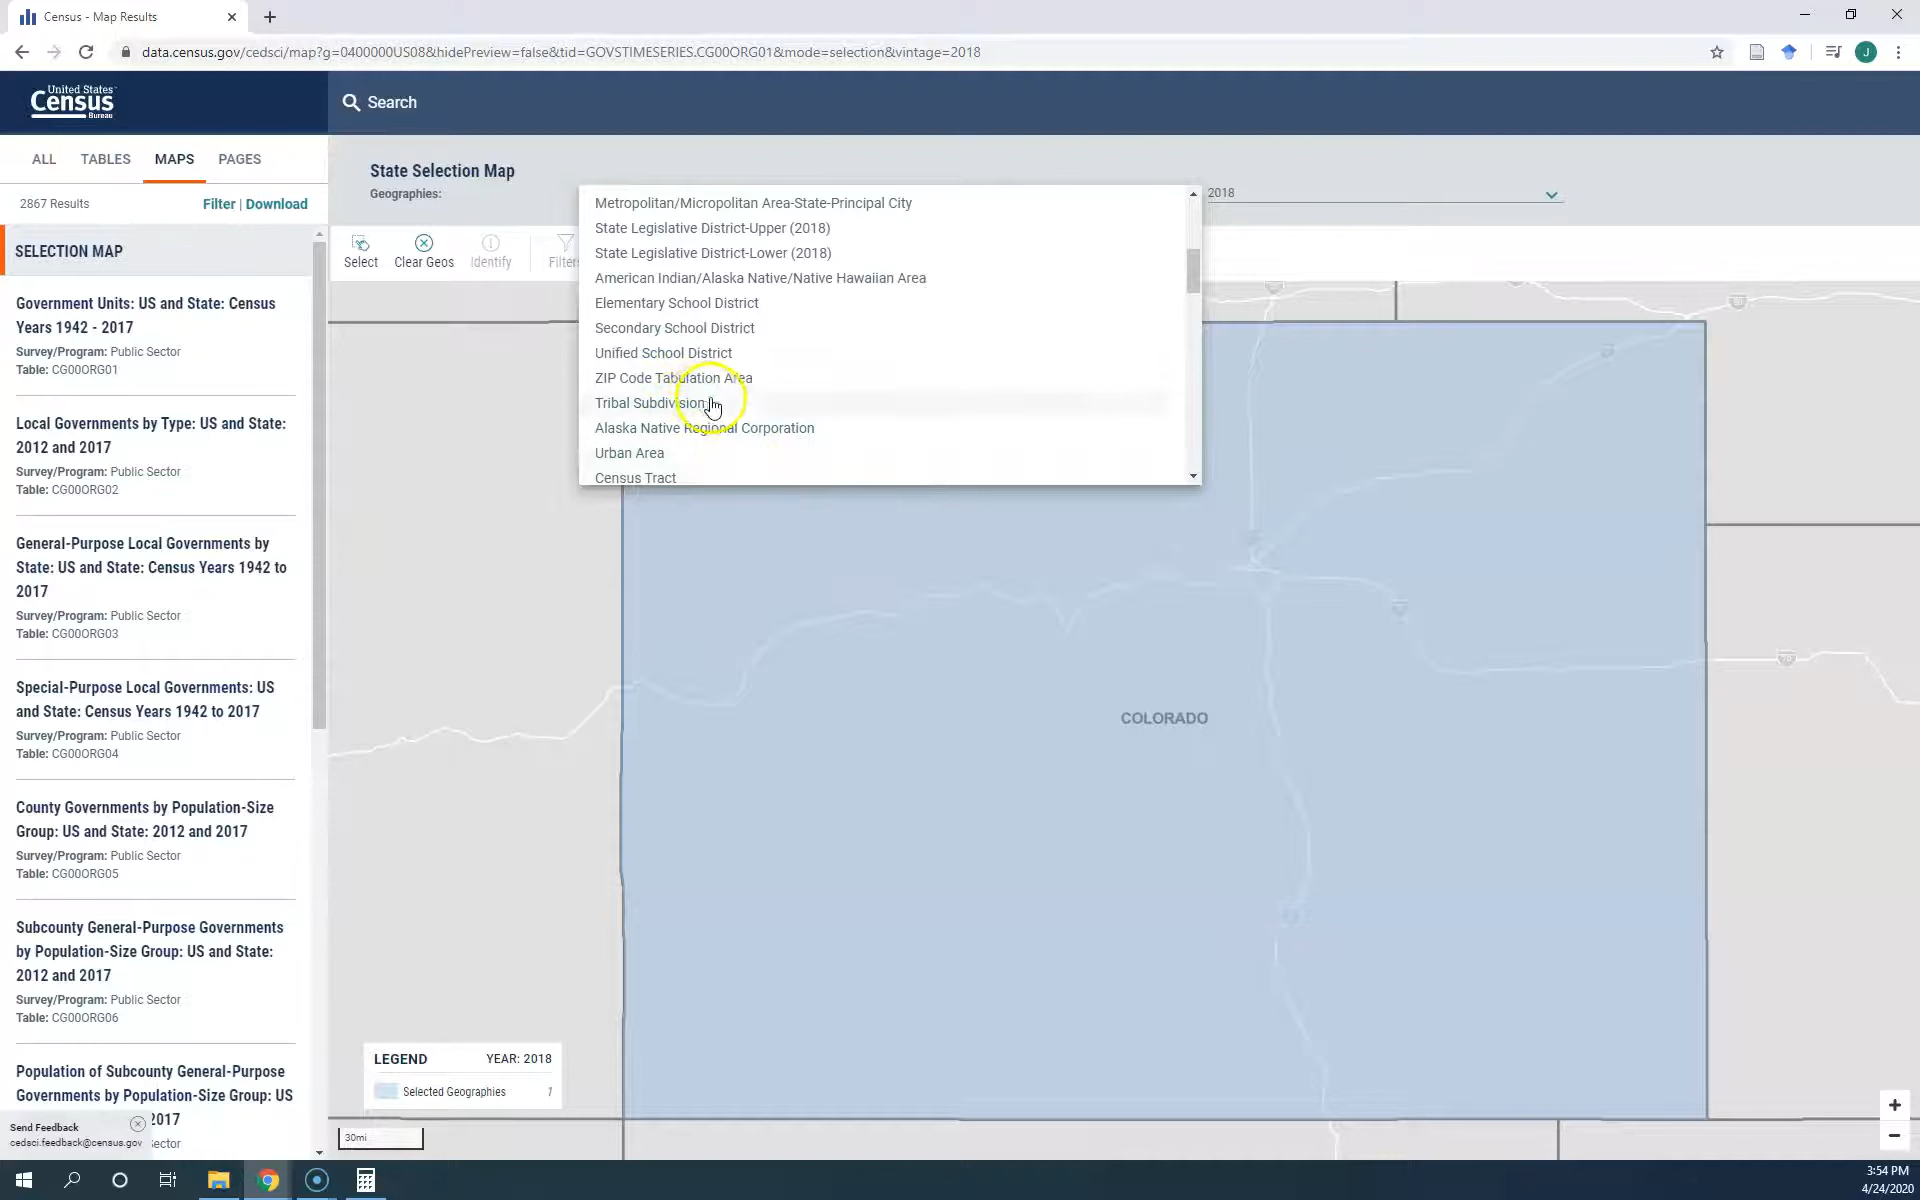 Census - Map Results
data.census.gov/cedsci/map?g=0400000US08&hidePreview=false&tid=GOVSTIMESERIES.CG00ORG01&mode=selection&vintage=2018
J
United States
Census
Bureau
Search
ALL TABLES MAPS PAGES
2867 Results Filter | Download
SELECTION MAP
Government Units: US and State: Census
Years 1942 - 2017
Survey/Program: Public Sector
Table: CG00ORG01
Local Governments by Type: US and State:
2012 and 2017
Survey/Program: Public Sector
Table: CG00ORG02
General-Purpose Local Governments by
State: US and State: Census Years 1942 to
2017
Survey/Program: Public Sector
Table: CG00ORG03
Special-Purpose Local Governments: US
and State: Census Years 1942 to 2017
Survey/Program: Public Sector
Table: CG00ORG04
County Governments by Population-Size
Group: US and State: 2012 and 2017
Survey/Program: Public Sector
Table: CG00ORG05
Subcounty General-Purpose Governments
by Population-Size Group: US and State:
2012 and 2017
Survey/Program: Public Sector
Table: CG00ORG06
Population of Subcounty General-Purpose
Governments by Population-Size Group: US
2017
Sector
Send Feedback
cedsci.feedback@census.gov
State Selection Map
Geographies:
2018
Select Clear Geos Identify Filters
Metropolitan/Micropolitan Area-State-Principal City
State Legislative District-Upper (2018)
State Legislative District-Lower (2018)
American Indian/Alaska Native/Native Hawaiian Area
Elementary School District
Secondary School District
Unified School District
ZIP Code Tabulation Area
Tribal Subdivision
Alaska Native Regional Corporation
Urban Area
Census Tract
COLORADO
70
LEGEND YEAR: 2018
Selected Geographies 1
30mi
+
−
3:54 PM
4/24/2020